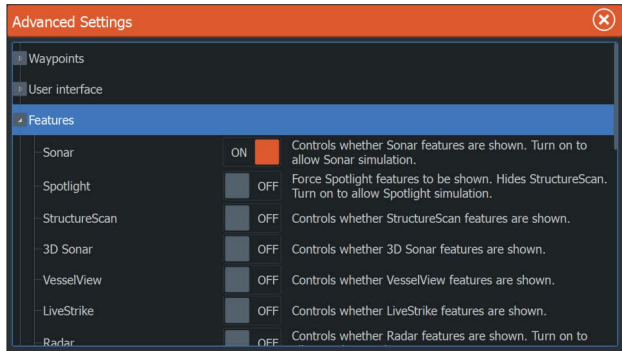 Advanced Settings
Waypoints
User interface
Features
Sonar ON Controls whether Sonar features are shown. Turn on to
allow Sonar simulation.
Spotlight OFF Force Spotlight features to be shown. Hides StructureScan.
Turn on to allow Spotlight simulation.
StructureScan OFF Controls whether StructureScan features are shown.
3D Sonar OFF Controls whether 3D Sonar features are shown.
VesselView OFF Controls whether VesselView features are shown.
LiveStrike OFF Controls whether LiveStrike features are shown.
Radar OFF Controls whether Radar features are shown. Turn on to